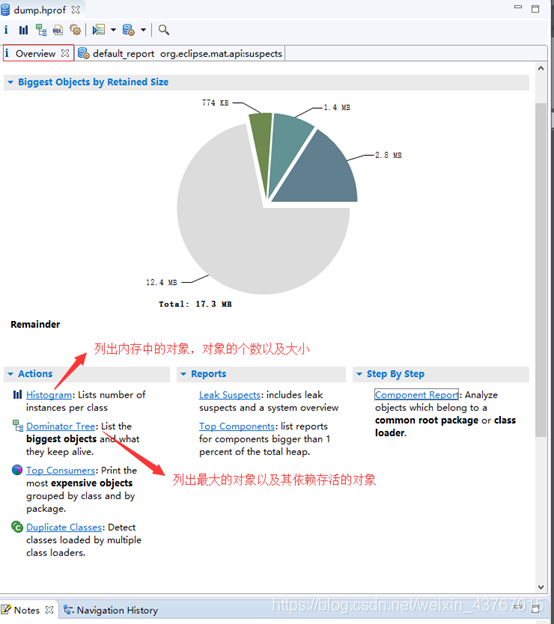 dump.hprof
Overview
default_report org.eclipse.mat.api:suspects
Biggest Objects by Retained Size
774 KB
1.4 MB
2.8 MB
12.4 MB
Total: 17.3 MB
Remainder
列出内存中的对象，对象的个数以及大小
Actions
Histogram: Lists number of
instances per class
Dominator Tree: List the
biggest objects and what
they keep alive.
Top Consumers: Print the
most expensive objects
grouped by class and by
package.
Duplicate Classes: Detect
classes loaded by multiple
class loaders.
Reports
Leak Suspects: includes leak
suspects and a system overview
Top Components: list reports
for components bigger than 1
percent of the total heap.
列出最大的对象以及其依赖存活的对象
Step By Step
Component Report: Analyze
objects which belong to a
common root package or class
loader.
Notes
Navigation History
https://blog.csdn.net/weixin_43767015